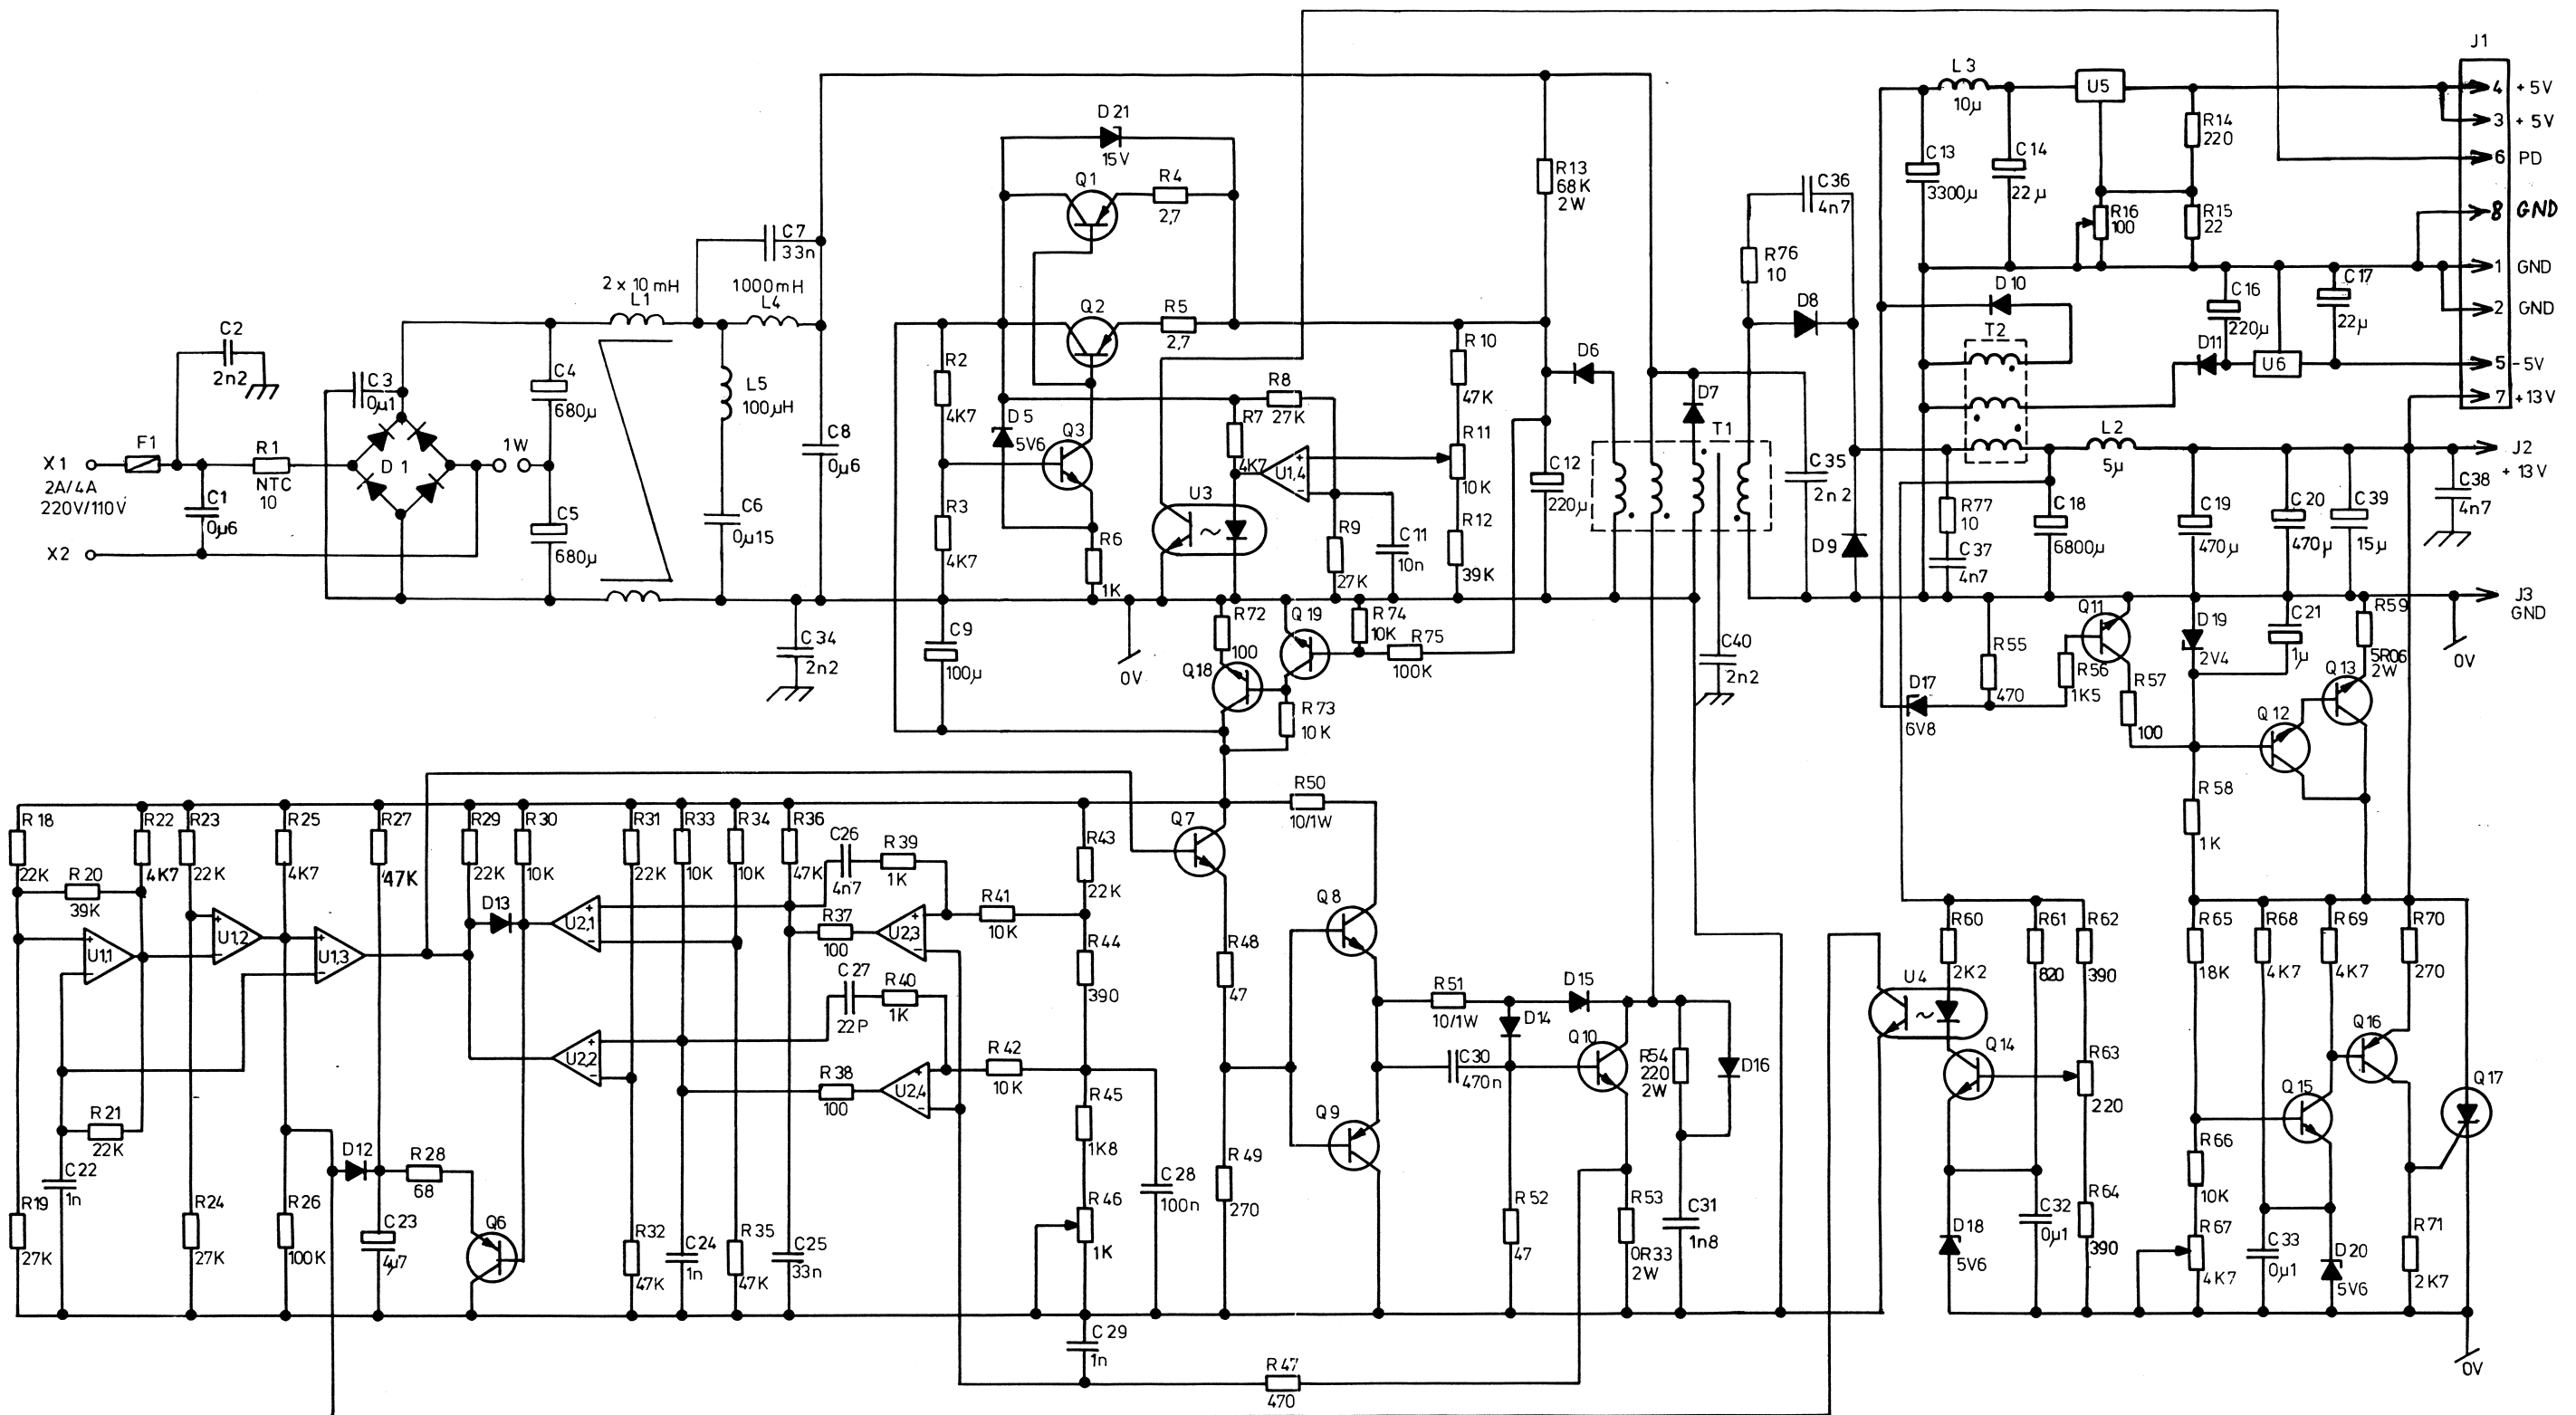 J1
L3
10µ
U5
4 +5V
3 +5V
R14
220
6 PD
C13
3300µ
C14
22µ
8 GND
R16
100
R15
22
1 GND
2 GND
D10
T2
C16
220µ
C17
22µ
D11
U6
5 -5V
7 +13V
L2
5µ
J2
+13V
D21
15V
Q1
R4
2,7
R13
68K
2W
C36
4n7
R76
10
D8
C7
33n
2 x 10mH
L1
1000mH
L4
Q2
R5
2,7
C2
2n2
C3
0µ1
C4
680µ
L5
100µH
R2
4K7
R10
47K
D6
D7
T1
R8
27K
R7
4K7
D5
5V6
Q3
R11
10K
U1,4
+
-
F1
R1
NTC
10
D1
1W
X1
2A/4A
220V/110V
C1
0µ6
X2
C5
680µ
C6
0µ15
C8
0µ6
R3
4K7
R6
1K
U3
R9
27K
C11
10n
R12
39K
C12
220µ
C35
2n2
D9
R77
10
C37
4n7
C18
6800µ
C19
470µ
C20
470µ
C39
15µ
C38
4n7
J3
GND
0V
C34
2n2
C9
100µ
0V
R72
100
Q19
Q18
R74
10K
R75
100K
R73
10K
C40
2n2
R55
470
D17
6V8
R56
1K5
Q11
R57
100
D19
2V4
C21
1µ
R59
5R06
2W
Q13
Q12
R58
1K
R18
22K
R20
39K
R22
4K7
R23
22K
R25
4K7
R27
47K
R29
22K
R30
10K
R31
22K
R33
10K
R34
10K
R36
47K
C26
4n7
R39
1K
R43
22K
Q7
R50
10/1W
U1,1
+
-
U1,2
+
-
U1,3
+
-
D13
U2,1
+
-
R37
100
U2,3
+
-
R41
10K
R44
390
R48
47
Q8
C27
22P
R40
1K
U2,2
+
-
R38
100
U2,4
+
-
R42
10K
R45
1K8
R51
10/1W
D15
D14
C30
470n
Q10
R54
220
2W
D16
Q9
R21
22K
C22
1n
R19
27K
R24
27K
R26
100K
D12
R28
68
C23
4µ7
Q6
R32
47K
C24
1n
R35
47K
C25
33n
R46
1K
C28
100n
R49
270
R52
47
R53
0R33
2W
C31
1n8
C29
1n
R47
470
R60
2K2
R61
820
R62
390
U4
Q14
R63
220
R64
390
D18
5V6
C32
0µ1
R65
18K
R68
4K7
R69
4K7
R70
270
Q16
Q15
Q17
R66
10K
R67
4K7
C33
0µ1
D20
5V6
R71
2K7
0V